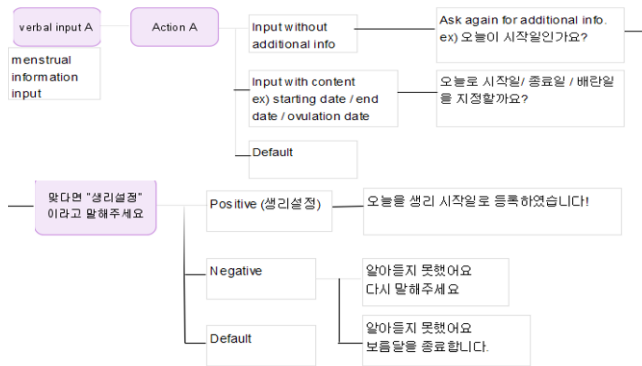 verbal input A
Action A
menstrual
information
input
Input without
additional info
Ask again for additional info.
ex) 오늘이 시작일인가요?
Input with content
ex) starting date / end
date / ovulation date
오늘로 시작일/ 종료일 / 배란일
을 지정할까요?
Default
맞다면 "생리설정"
이라고 말해주세요
Positive (생리설정)
오늘을 생리 시작일로 등록하였습니다!
Negative
알아듣지 못했어요
다시 말해주세요
Default
알아듣지 못했어요
보름달을 종료합니다.